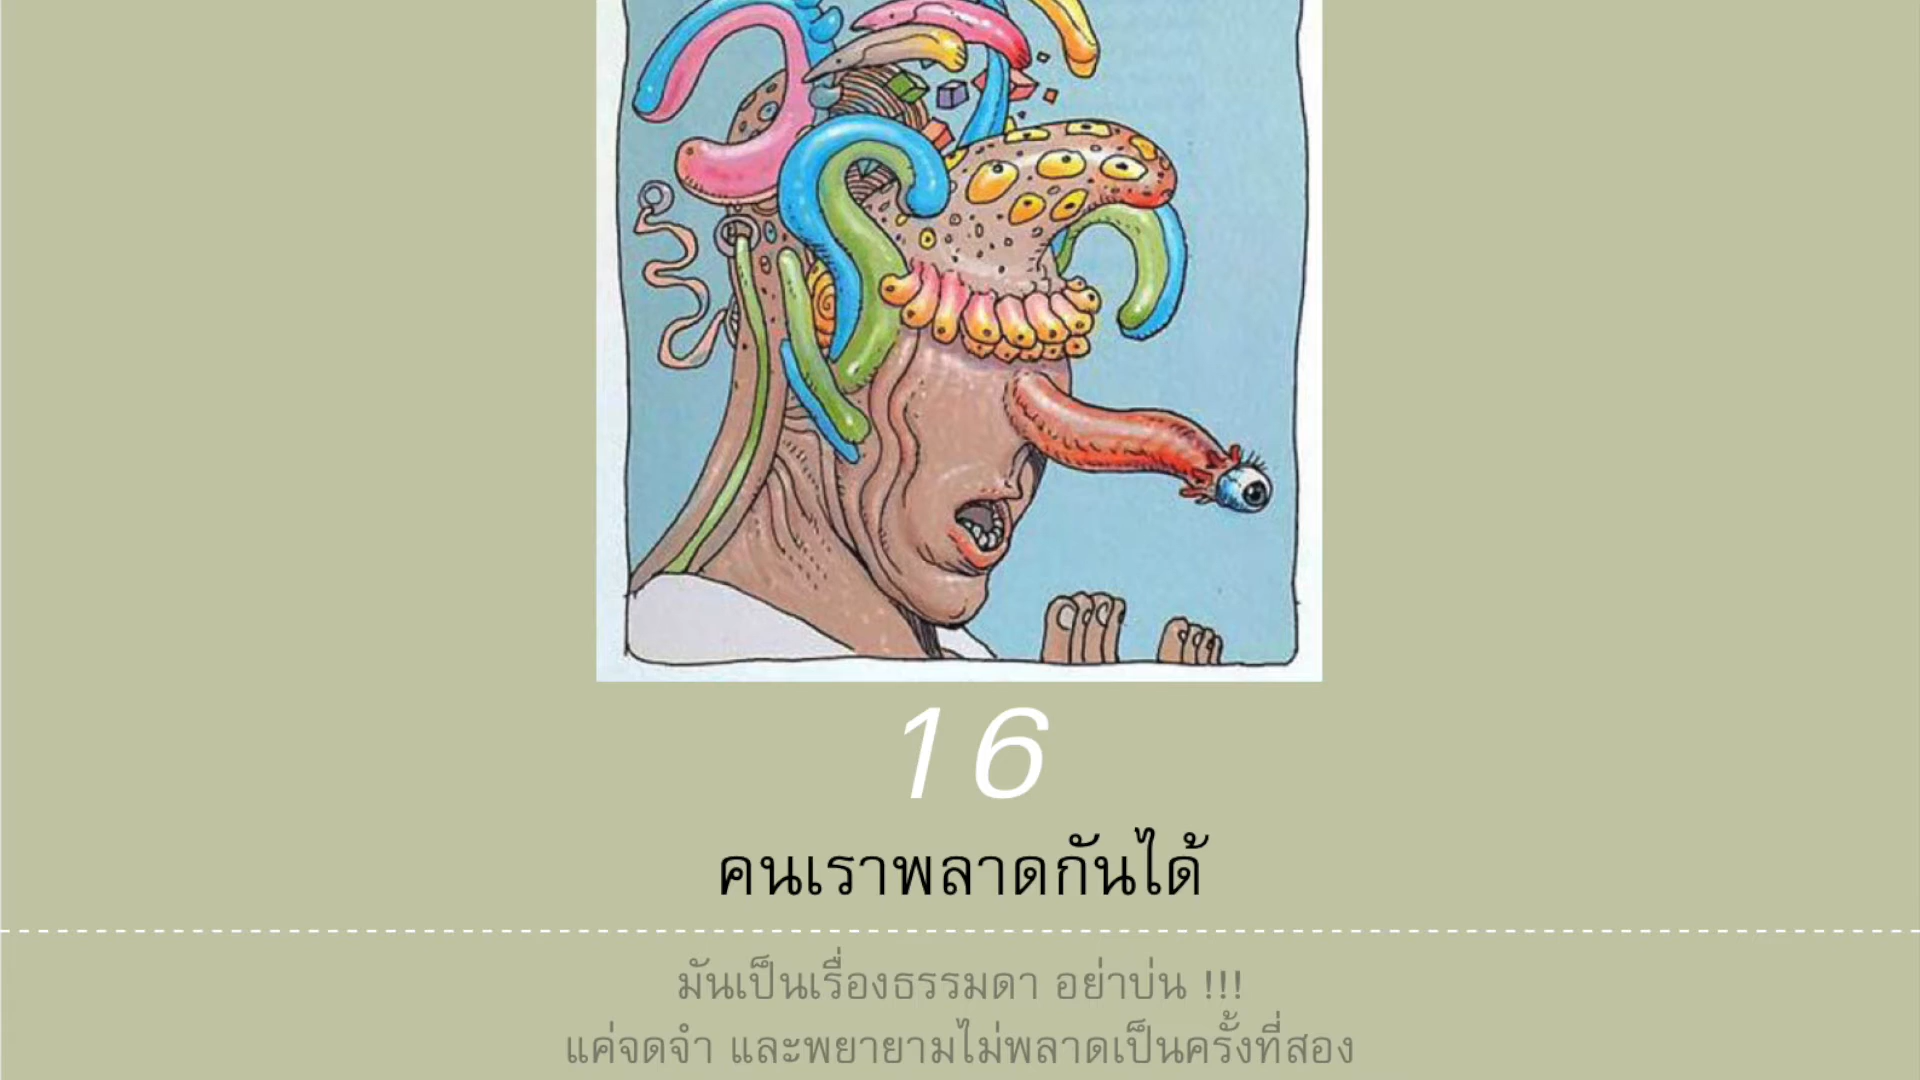 16
คนเราพลาดกันได้
มันเป็นเรื่องธรรมดา อย่าบ่น !!!
แค่จดจำ และพยายามไม่พลาดเป็นครั้งที่สอง